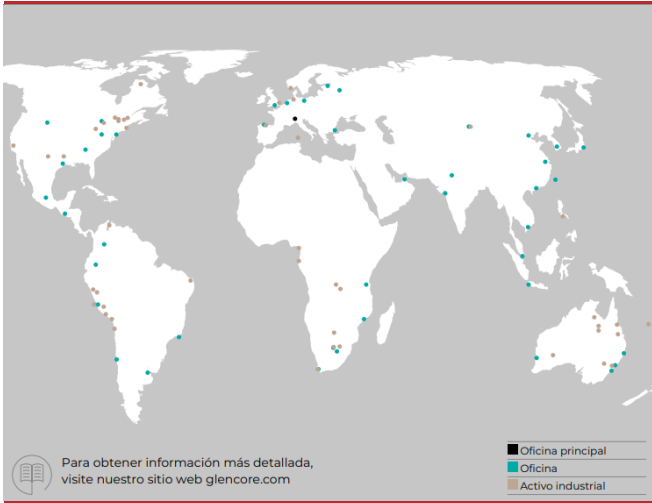 Para obtener información más detallada,
visite nuestro sitio web glencore.com
Oficina principal
Oficina
Activo industrial